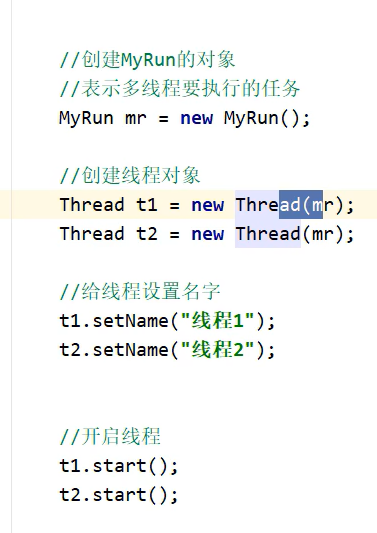 //创建MyRun的对象
//表示多线程要执行的任务
MyRun mr = new MyRun();
//创建线程对象
Thread t1 = new Thread(mr);
Thread t2 = new Thread(mr);
//给线程设置名字
t1.setName("线程1");
t2.setName("线程2");
//开启线程
t1.start();
t2.start();